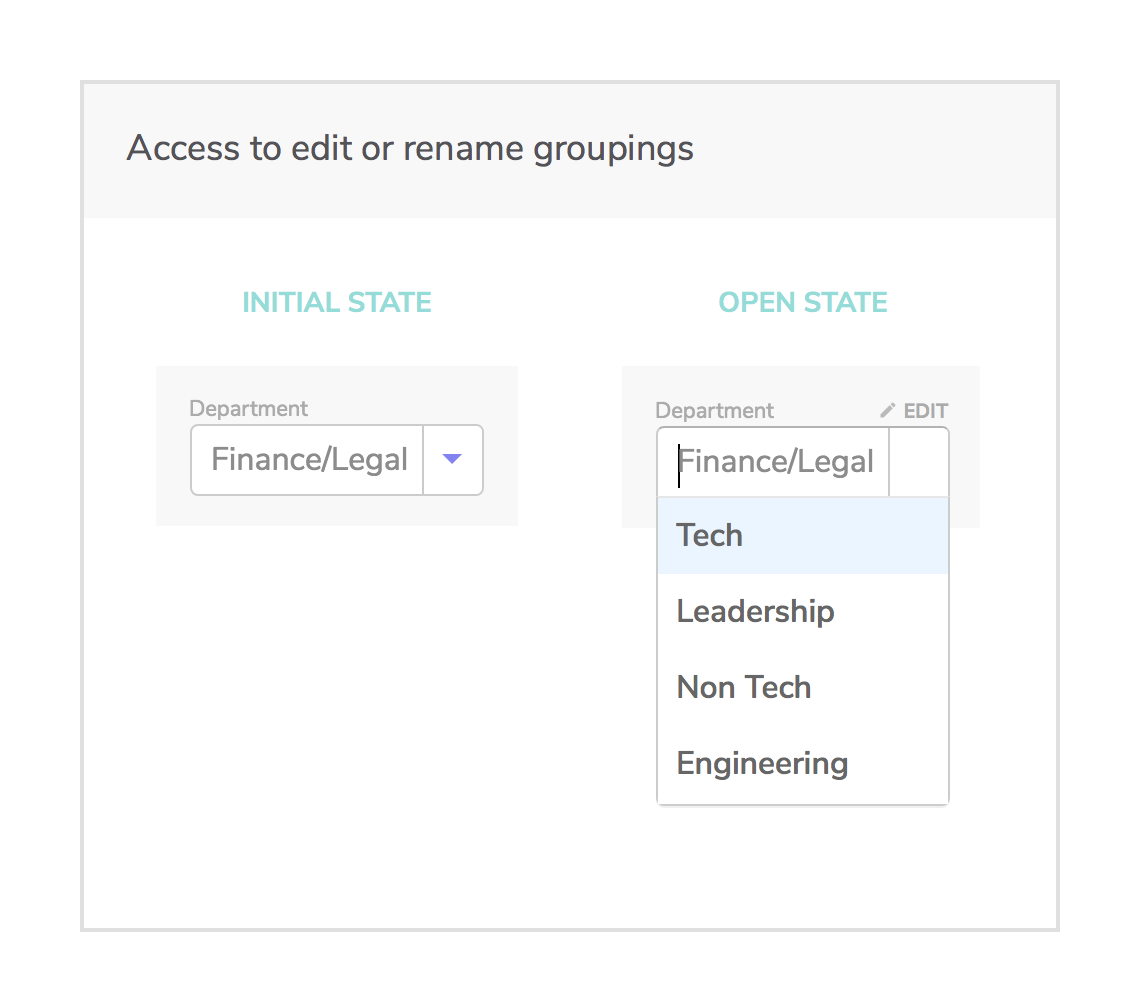 Access to edit or rename groupings
INITIAL STATE
Department
Finance/Legal
OPEN STATE
Department
EDIT
Finance/Legal
Tech
Leadership
Non Tech
Engineering